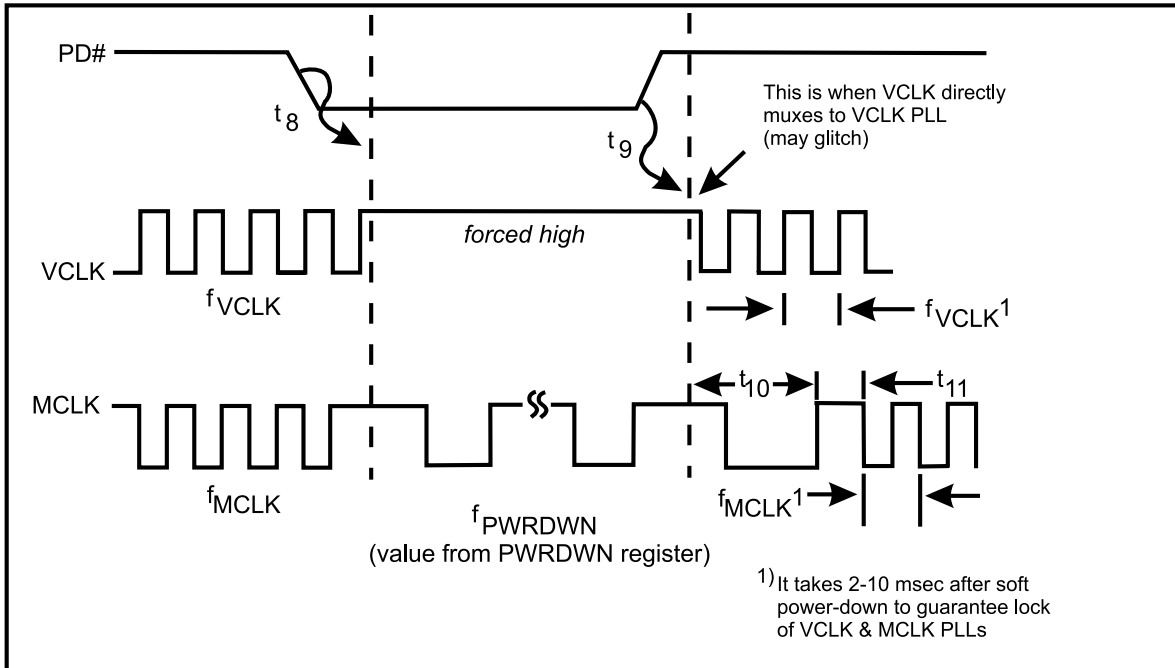 PD#
t8
t9
This is when VCLK directly
muxes to VCLK PLL
(may glitch)
forced high
VCLK
fVCLK
fVCLK1
t10
t11
MCLK
fMCLK
fMCLK1
fPWRDWN
(value from PWRDWN register)
1) It takes 2-10 msec after soft
power-down to guarantee lock
of VCLK & MCLK PLLs